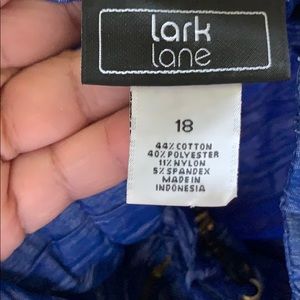 lark
lane
18
44% COTTON
40% POLYESTER
11% NYLON
5% SPANDEX
MADE IN
INDONESIA